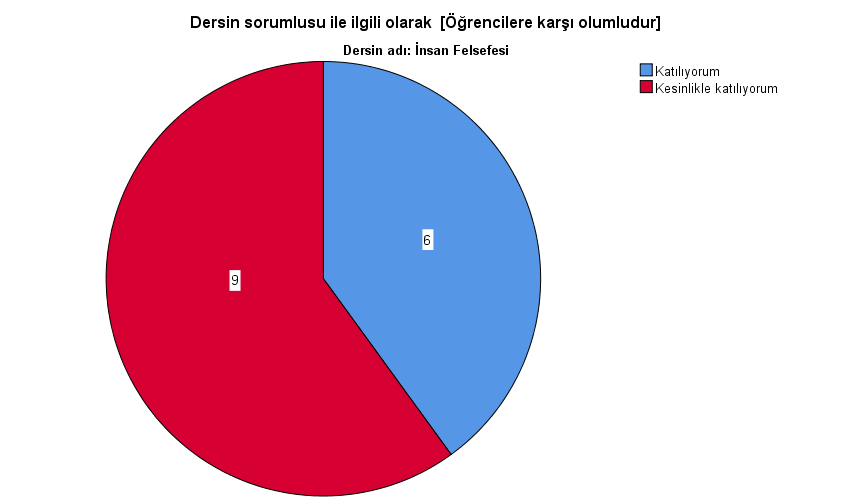 Dersin sorumlusu ile ilgili olarak [Öğrencilere karşı olumludur]
Dersin adı: İnsan Felsefesi
Katılıyorum
Kesinlikle katılıyorum
6
9